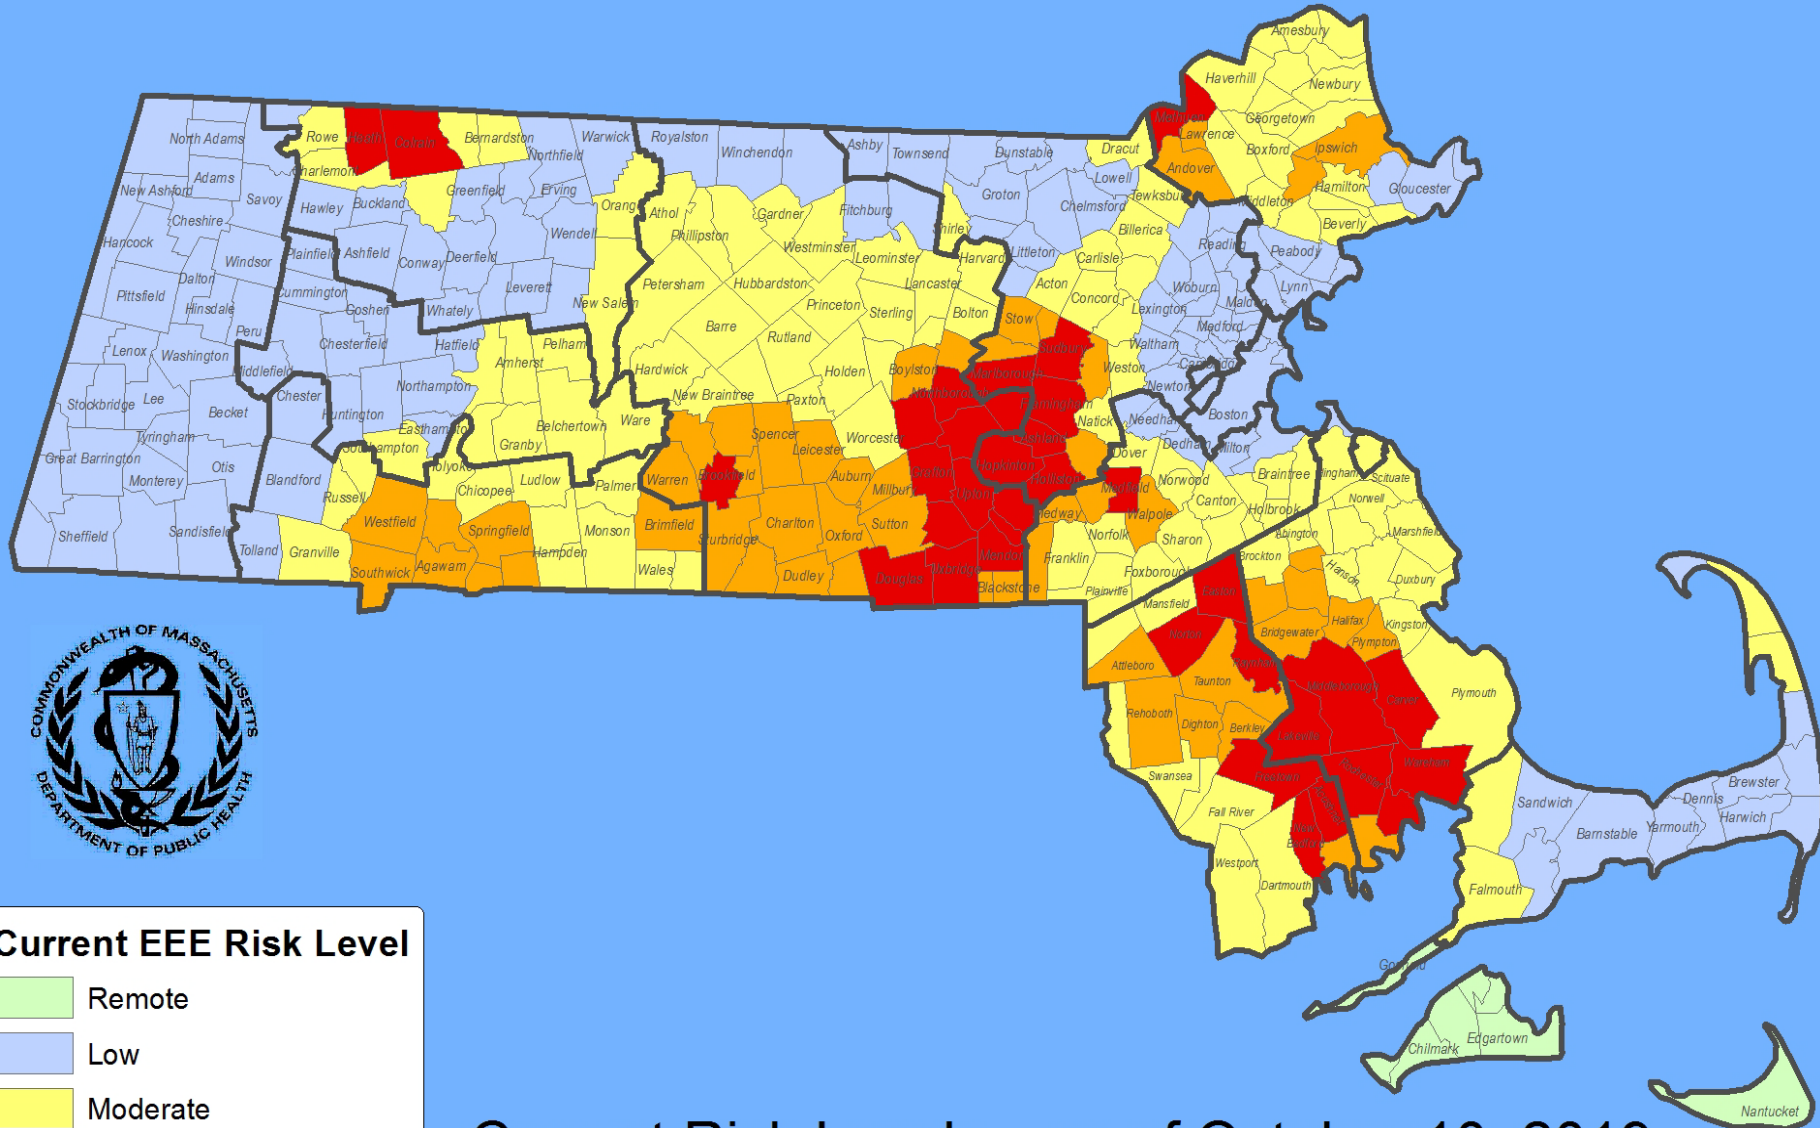 Amesbury
Haverhill
Newbury
Methuen
Lawrence
Georgetown
Boxford
Ipswich
Andover
Hamilton
Gloucester
Middleton
Beverly
North Adams
Rowe
Heath
Colrain
Bernardston
Warwick
Royalston
Winchendon
Ashby
Townsend
Dunstable
Dracut
Charlemont
Northfield
Adams
New Ashford
Savoy
Hawley
Buckland
Greenfield
Erving
Orang
Athol
Gardner
Fitchburg
Groton
Lowell
Chelmsford
Tewksbu
Cheshire
Hancock
Windsor
Plainfield
Ashfield
Conway
Deerfield
Wendell
Phillipston
Westminster
Leominster
Shirley
Harvard
Littleton
Billerica
Reading
Peabody
Carlisle
Dalton
Pittsfield
Hinsdale
Peru
Cummington
Goshen
Whately
Leverett
New Salem
Petersham
Hubbardston
Princeton
Sterling
Lancaster
Bolton
Acton
Concord
Stow
Woburn
Lynn
Malden
Lexington
Medford
Lenox
Washington
Middlefield
Chesterfield
Hatfield
Amherst
Pelham
Barre
Rutland
Hardwick
Holden
Boylston
Sudbury
Marlborough
Weston
Waltham
Newton
Stockbridge
Lee
Becket
Chester
Huntington
Northampton
New Braintree
Paxton
Framingham
Natick
Needha
Boston
Tyringham
Great Barrington
Monterey
Otis
Blandford
Easthampto
Granby
Belchertown
Ware
Spencer
Leicester
Worcester
Ashland
Dover
Dedham
Milton
Holyoke
Russell
Chicopee
Ludlow
Palmer
Warren
Brookfield
Auburn
Millbury
Grafton
Hopkinton
Holliston
Upton
Medfield
Norwood
Canton
Braintree
Hingham
Scituate
Holbrook
Norwell
Sheffield
Sandisfield
Tolland
Granville
Westfield
Springfield
Southwick
Agawam
Hampden
Monson
Wales
Brimfield
Sturbridge
Charlton
Oxford
Sutton
Dudley
Douglas
Uxbridge
Mendon
Blackstone
Medway
Franklin
Norfolk
Walpole
Sharon
Foxborough
Plainville
Mansfield
Easton
Brockton
Abington
Hanson
Marshfield
Duxbury
Norton
Bridgewater
Halifax
Plympton
Kingston
Attleboro
Taunton
Raynham
Middleborough
Carver
Plymouth
Rehoboth
Dighton
Berkley
Lakeville
Swansea
Freetown
Rochester
Wareham
Fall River
New
Bedford
Westport
Dartmouth
Sandwich
Barnstable
Yarmouth
Dennis
Brewster
Harwich
Falmouth
Chilmark
Edgartown
Nantucket
COMMONWEALTH OF MASSACHUSETTS
DEPARTMENT OF PUBLIC HEALTH
Current EEE Risk Level
Remote
Low
Moderate